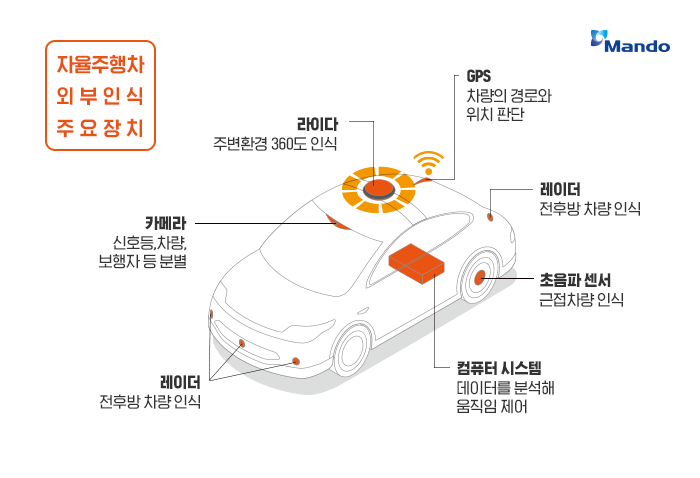 자율주행차
외부인식
주요장치
Mando
GPS
차량의 경로와
위치 판단
라이다
주변환경 360도 인식
레이더
전후방 차량 인식
카메라
신호등,차량,
보행자 등 분별
초음파 센서
근접차량 인식
컴퓨터 시스템
데이터를 분석해
움직임 제어
레이더
전후방 차량 인식